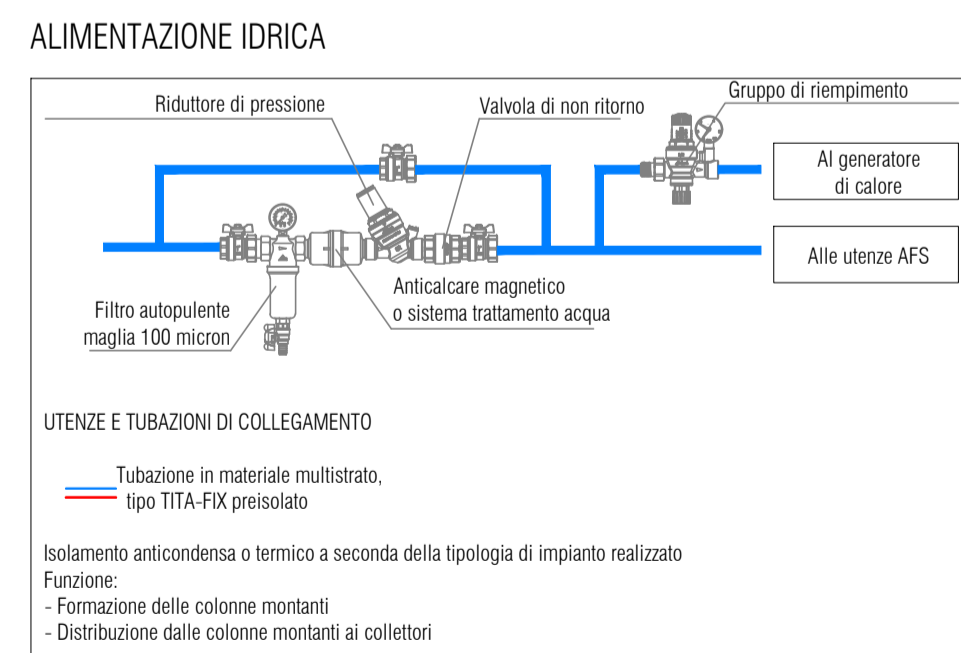 ALIMENTAZIONE IDRICA
Riduttore di pressione
Valvola di non ritorno
Gruppo di riempimento
Al generatore
di calore
Alle utenze AFS
Anticalcare magnetico
o sistema trattamento acqua
Filtro autopulente
maglia 100 micron
UTENZE E TUBAZIONI DI COLLEGAMENTO
Tubazione in materiale multistrato,
tipo TITA-FIX preisolato
Isolamento anticondensa o termico a seconda della tipologia di impianto realizzato
Funzione:
- Formazione delle colonne montanti
- Distribuzione dalle colonne montanti ai collettori